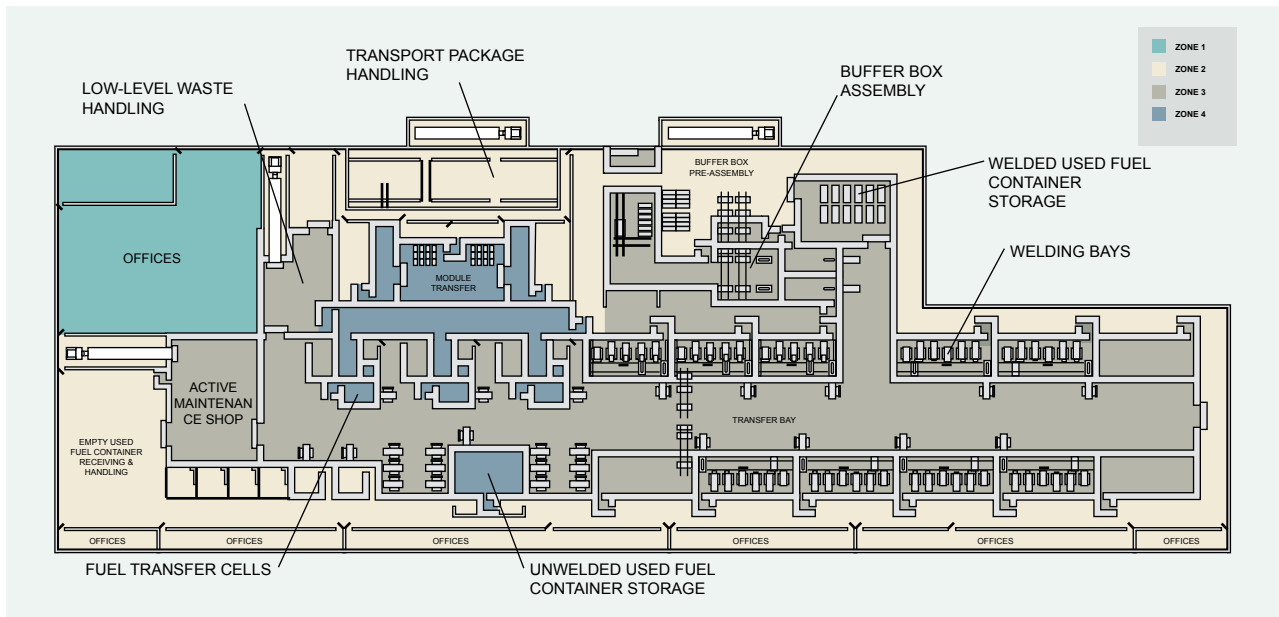 ZONE 1
ZONE 2
ZONE 3
ZONE 4
TRANSPORT PACKAGE
HANDLING
LOW-LEVEL WASTE
HANDLING
BUFFER BOX
ASSEMBLY
WELDED USED FUEL
CONTAINER
STORAGE
WELDING BAYS
BUFFER BOX
PRE-ASSEMBLY
OFFICES
MODULE
TRANSFER
ACTIVE
MAINTENAN
CE SHOP
TRANSFER BAY
EMPTY USED
FUEL CONTAINER
RECEIVING &
HANDLING
OFFICES
OFFICES
OFFICES
OFFICES
OFFICES
OFFICES
FUEL TRANSFER CELLS
UNWELDED USED FUEL
CONTAINER STORAGE